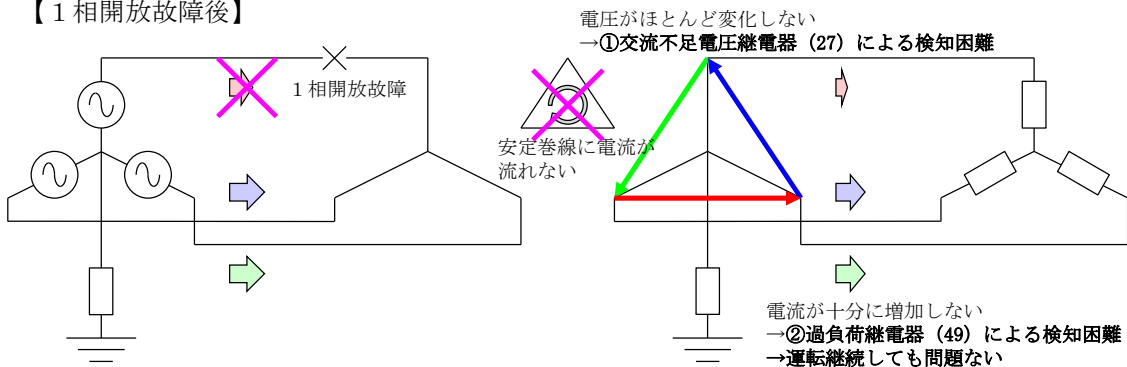 【１相開放故障後】
電圧がほとんど変化しない
→①交流不足電圧継電器（27）による検知困難
１相開放故障
安定巻線に電流が
流れない
電流が十分に増加しない
→②過負荷継電器（49）による検知困難
→運転継続しても問題ない